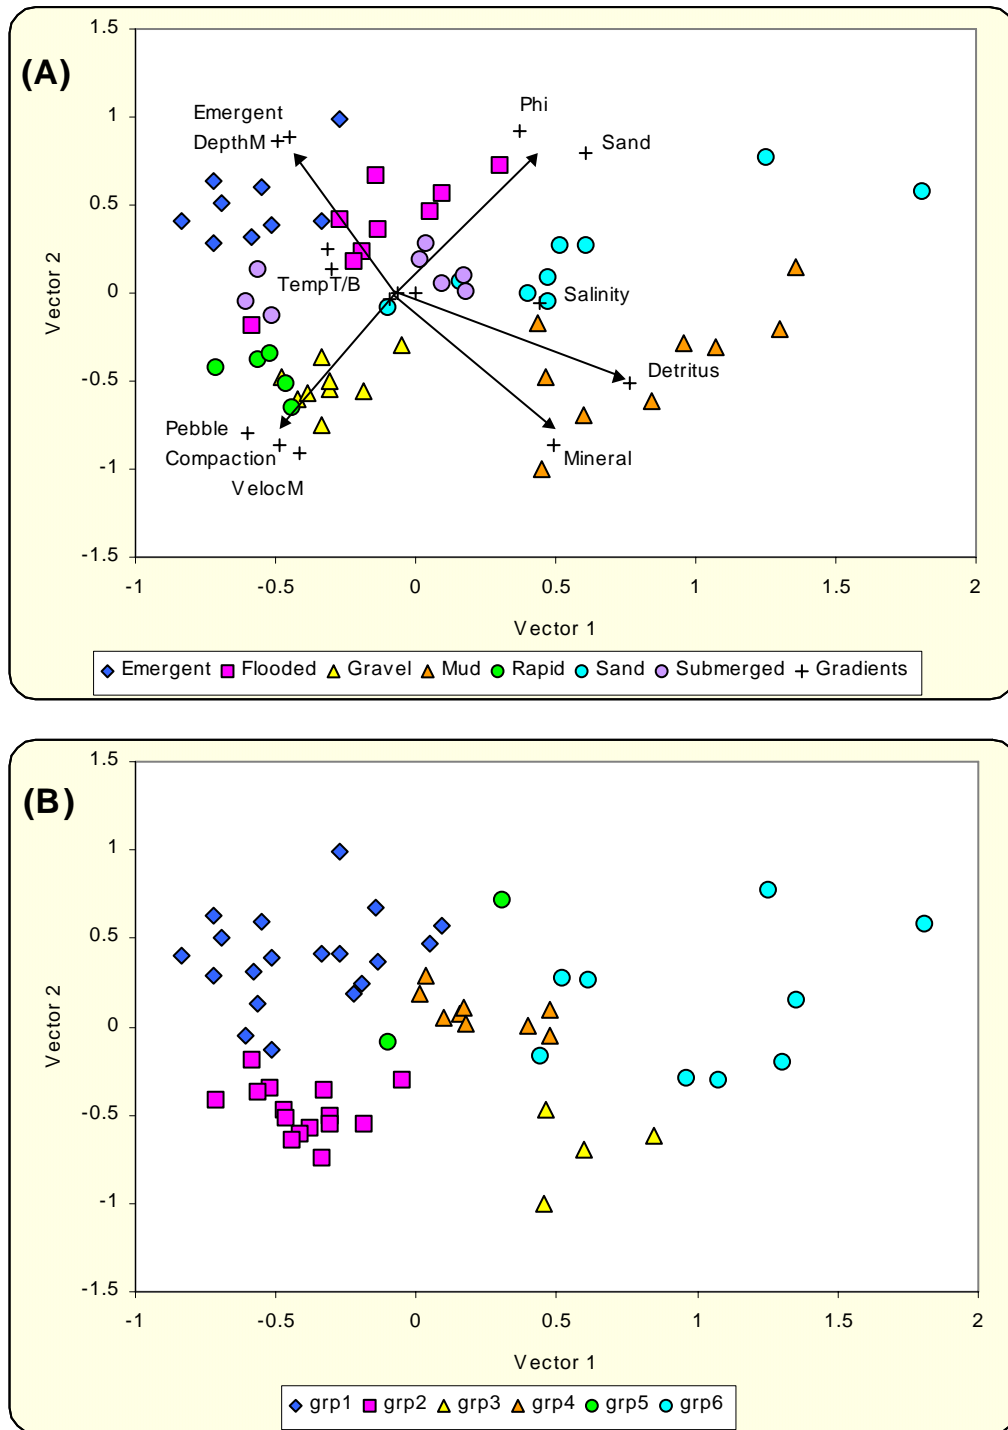 (A)
1.5
1
0.5
0
-0.5
-1
-1.5
Vector 2
Emergent
DepthM
Phi
Sand
TempT/B
Salinity
Detritus
Pebble
Compaction
VelocM
Mineral
-1 -0.5 0 0.5 1 1.5 2
Vector 1
Emergent Flooded Gravel Mud Rapid Sand Submerged Gradients
(B)
1.5
1
0.5
0
-0.5
-1
-1.5
Vector 2
-1 -0.5 0 0.5 1 1.5 2
Vector 1
grp1 grp2 grp3 grp4 grp5 grp6